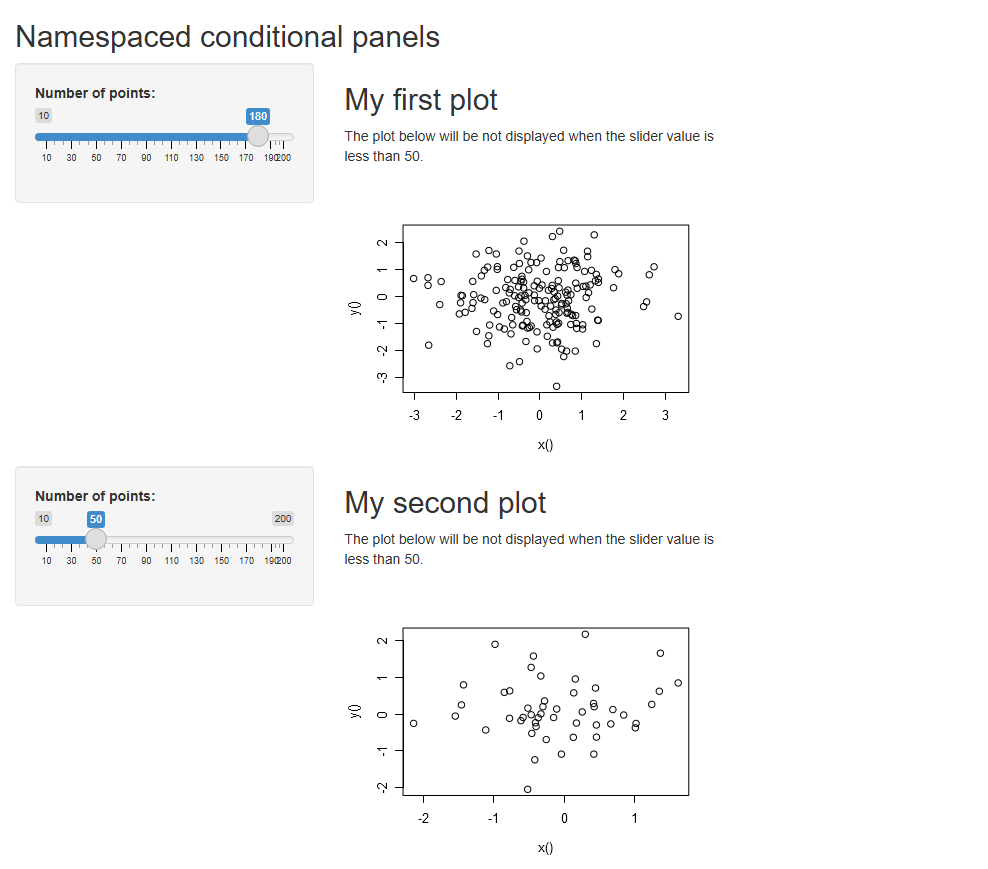 Namespaced conditional panels
Number of points:
10 180
10 30 50 70 90 110 130 150 170 190 200
My first plot
The plot below will be not displayed when the slider value is
less than 50.
2
1
0
-1
-2
-3
y()
-3 -2 -1 0 1 2 3
x()
Number of points:
10 50 200
10 30 50 70 90 110 130 150 170 190 200
My second plot
The plot below will be not displayed when the slider value is
less than 50.
2
1
0
-1
-2
y()
-2 -1 0 1
x()